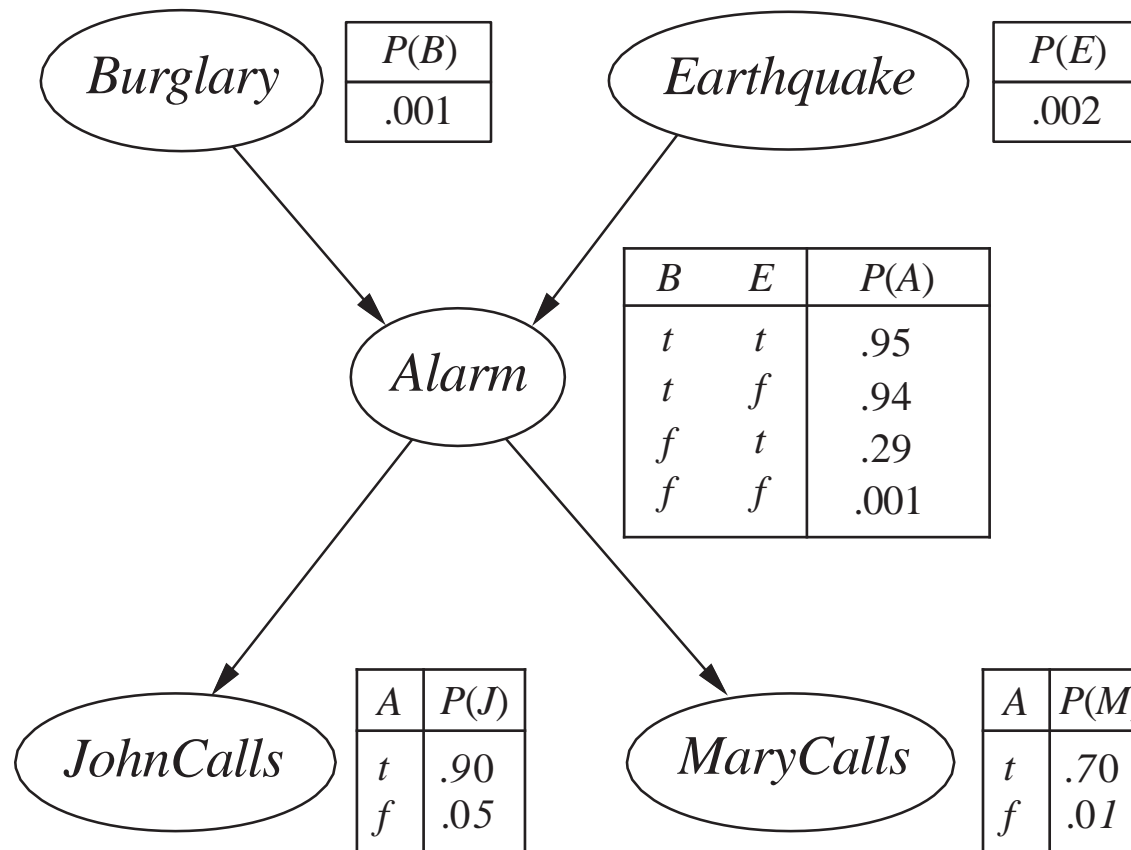 Burglary
P(B)
.001
Earthquake
P(E)
.002
Alarm
B E P(A)
t t .95
t f .94
f t .29
f f .001
JohnCalls
A P(J)
t .90
f .05
MaryCalls
A P(M
t .70
f .01